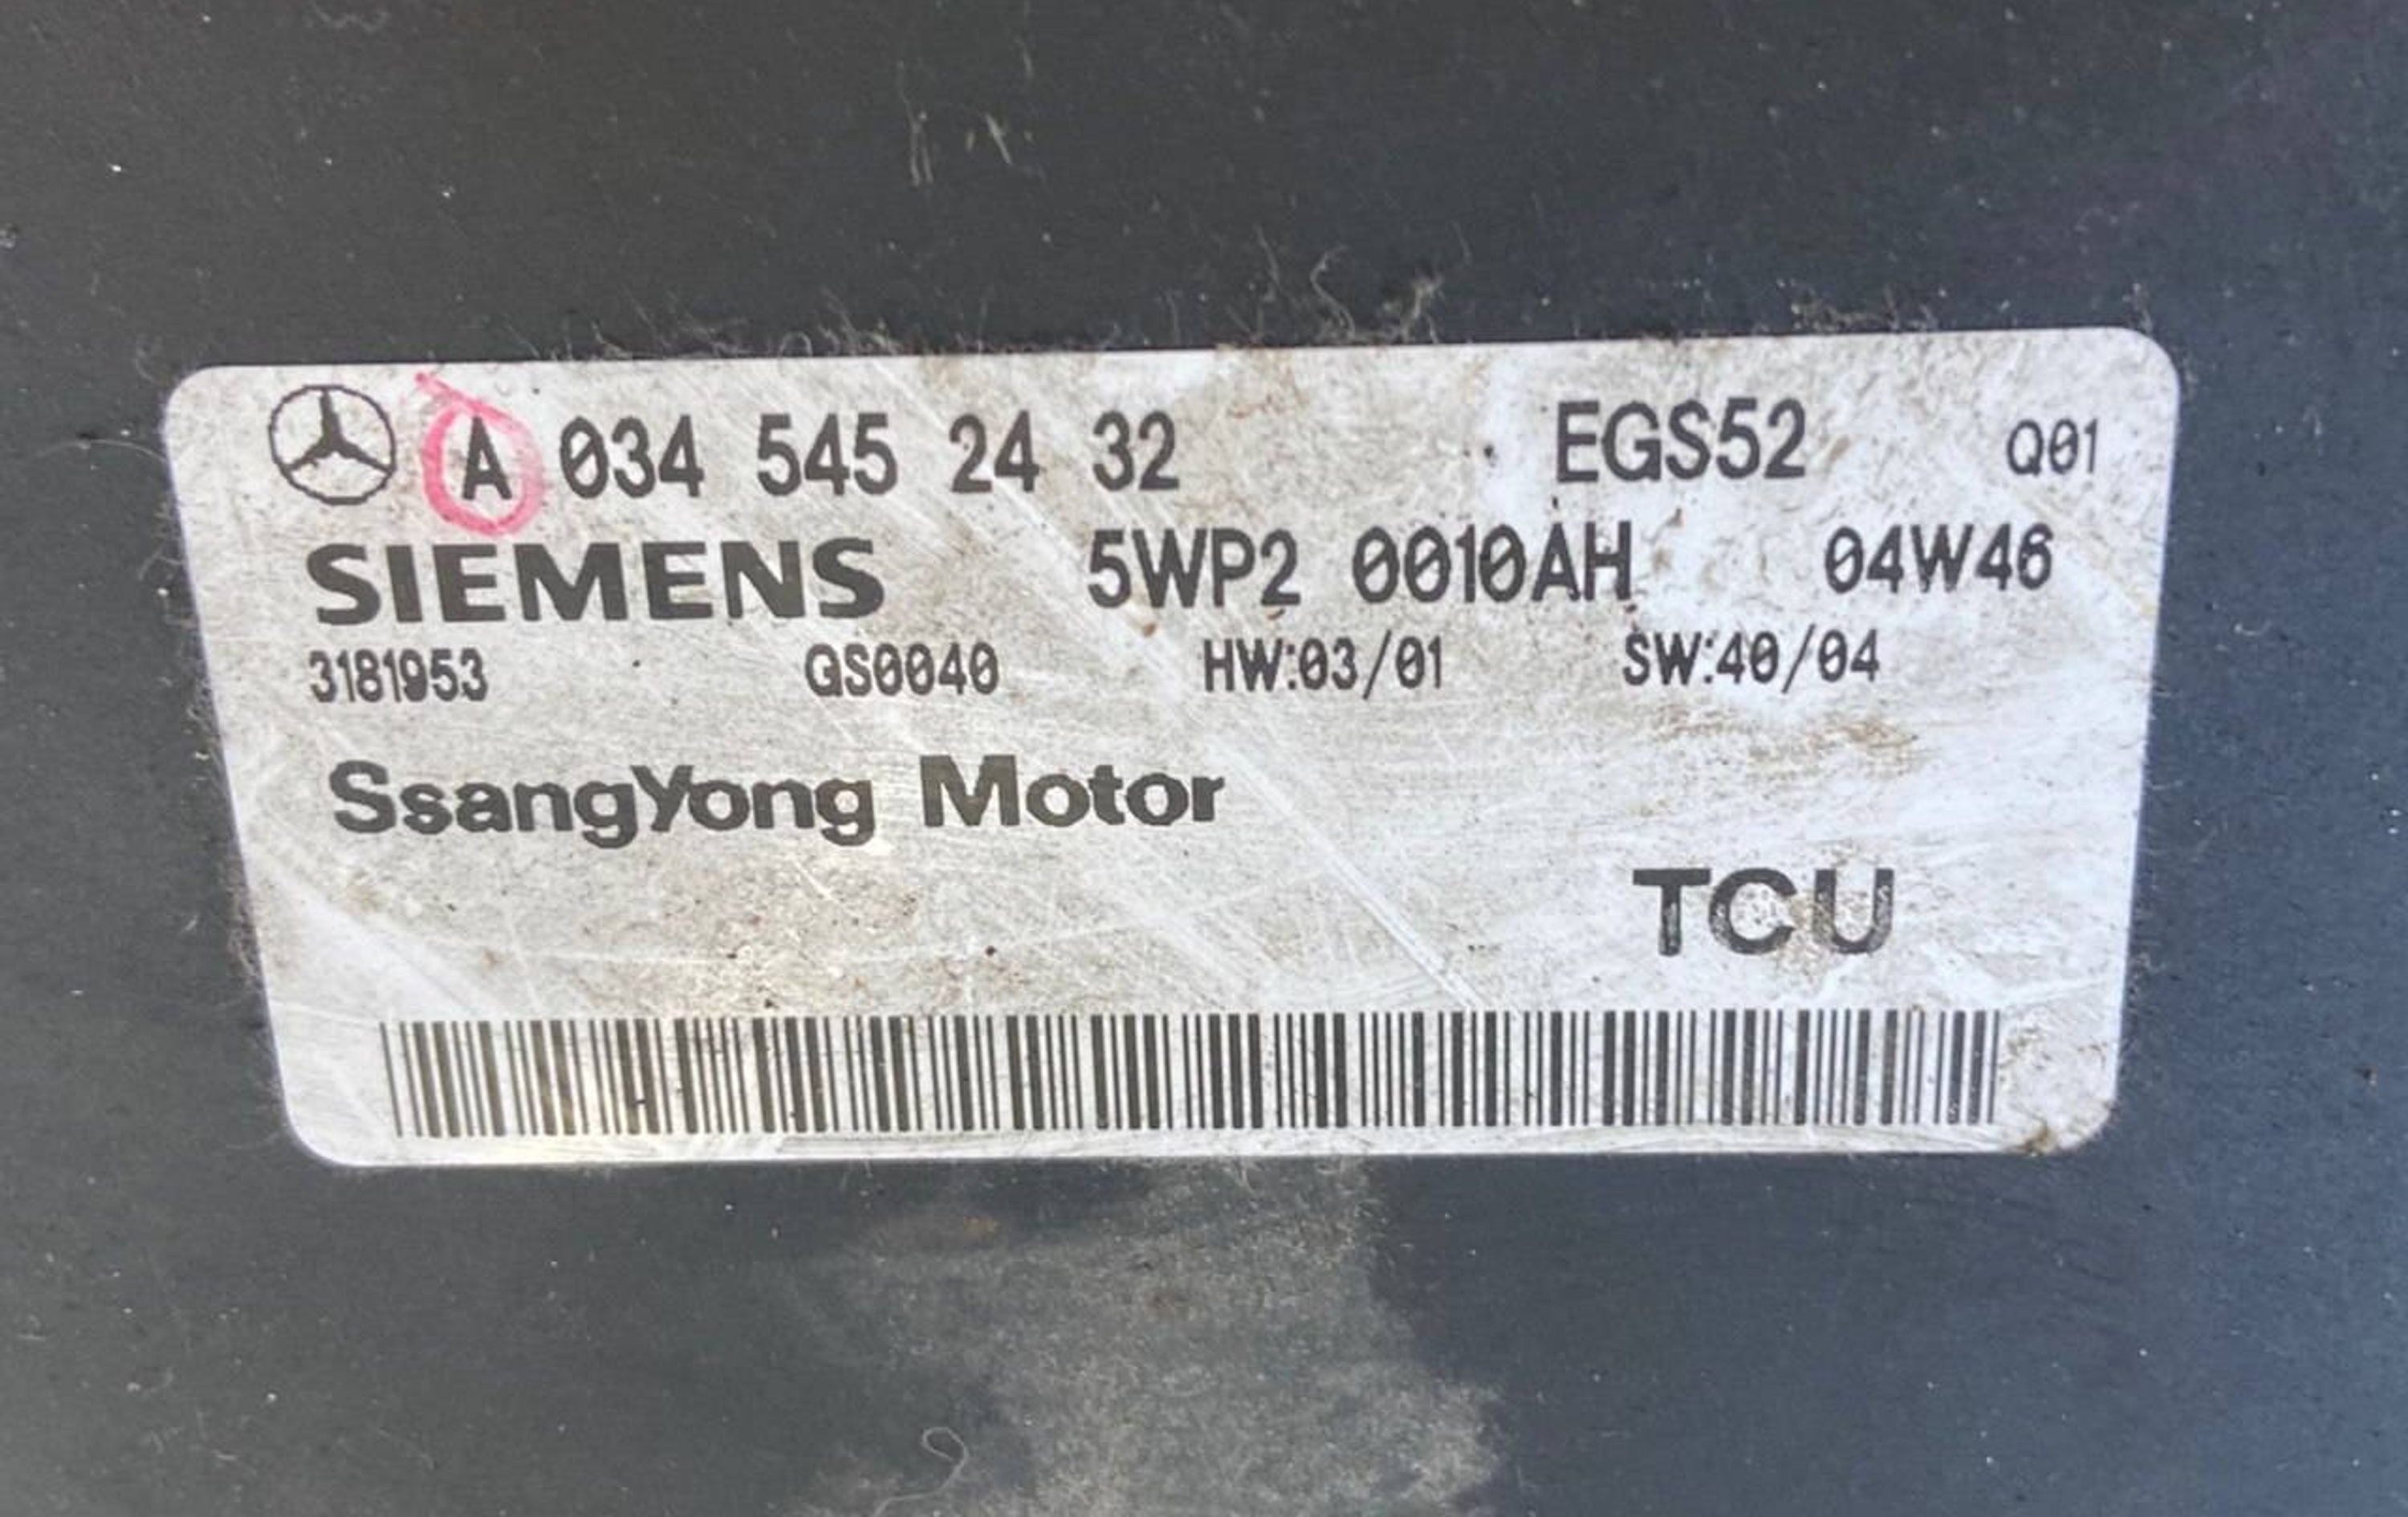 A 034 545 24 32 EGS52 Q01
SIEMENS 5WP2 0010AH 04W46
3181953 GS0040 HW:03/01 SW:40/04
SsangYong Motor
TCU